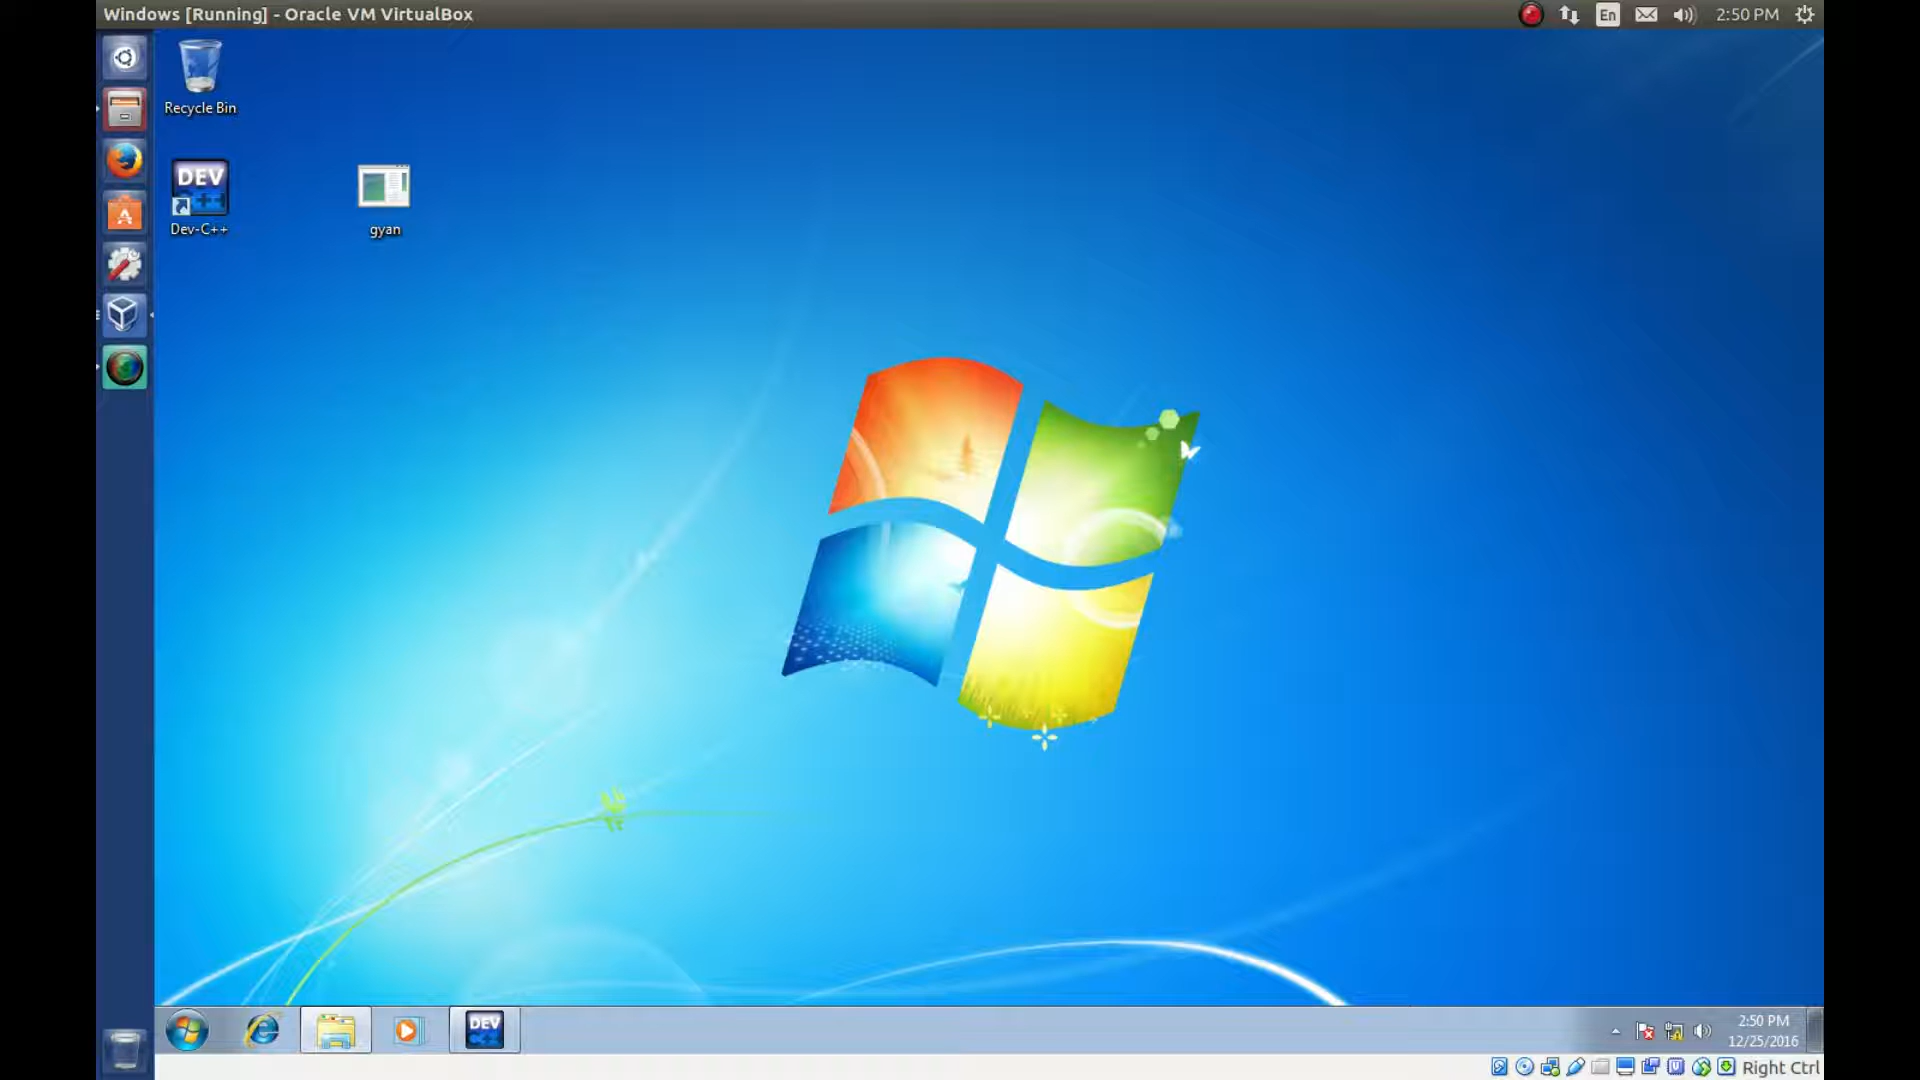 Windows [Running] - Oracle VM VirtualBox
En
2:50 PM
Recycle Bin
DEV
C++
Dev-C++
gyan
DEV
C++
2:50 PM
12/25/2016
Right Ctrl